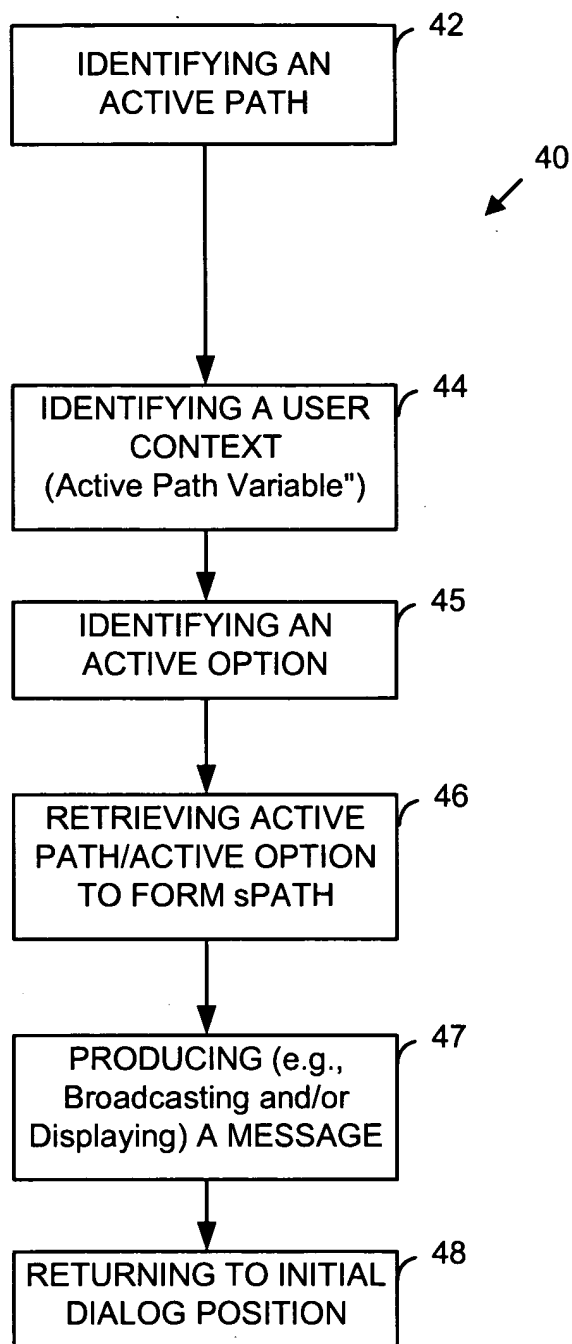 42
IDENTIFYING AN
ACTIVE PATH
40
44
IDENTIFYING A USER
CONTEXT
(Active Path Variable")
45
IDENTIFYING AN
ACTIVE OPTION
46
RETRIEVING ACTIVE
PATH/ACTIVE OPTION
TO FORM sPATH
47
PRODUCING (e.g.,
Broadcasting and/or
Displaying) A MESSAGE
48
RETURNING TO INITIAL
DIALOG POSITION